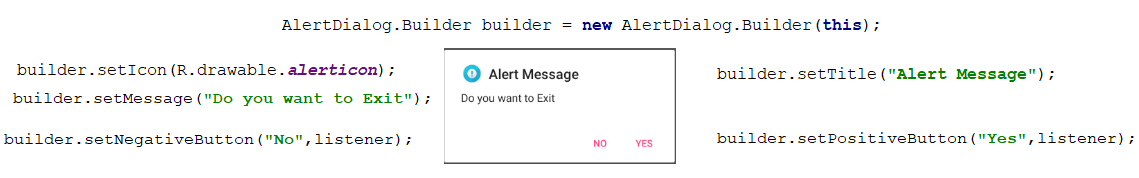 AlertDialog.Builder builder = new AlertDialog.Builder(this);
builder.setIcon(R.drawable.alerticon);
builder.setMessage("Do you want to Exit");
builder.setNegativeButton("No",listener);
Alert Message
Do you want to Exit
NO YES
builder.setTitle("Alert Message");
builder.setPositiveButton("Yes",listener);